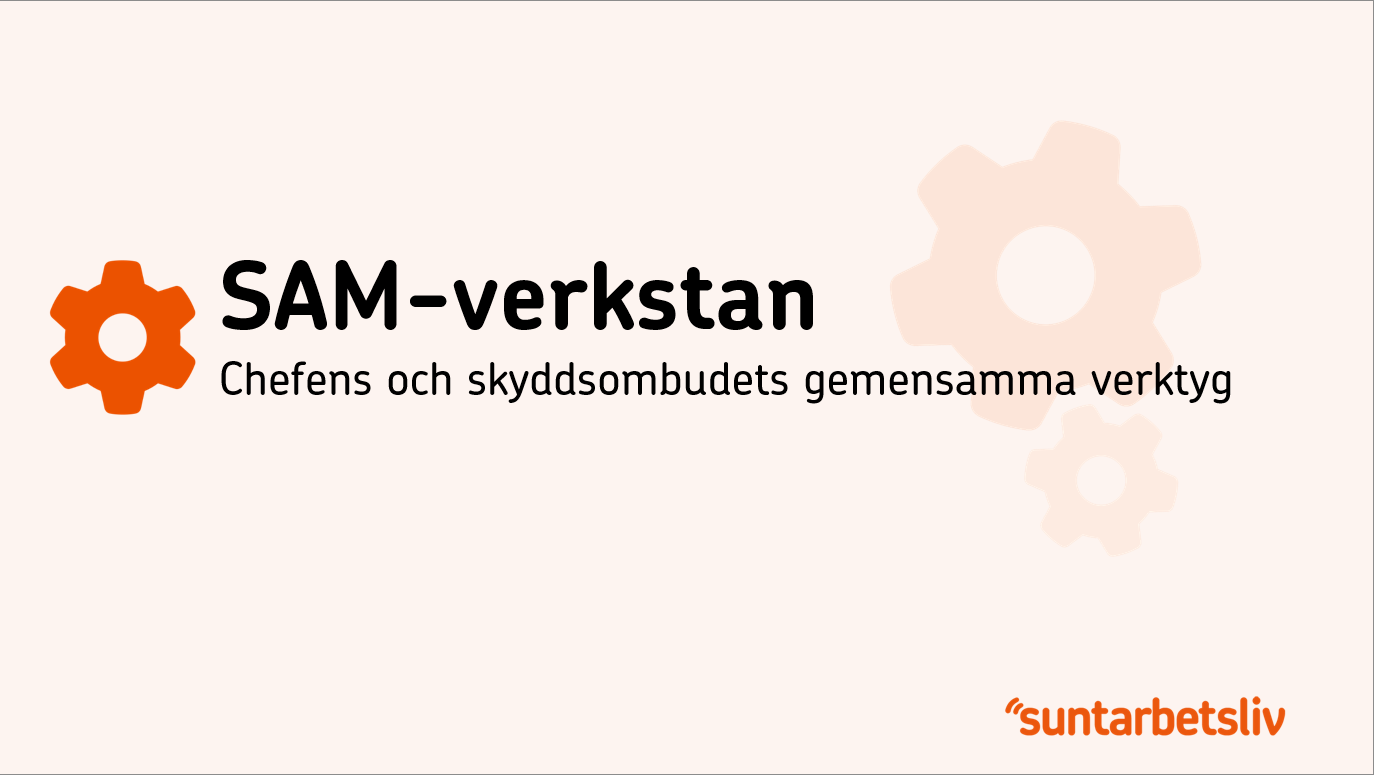 SAM-verkstan
Chefens och skyddsombudets gemensamma verktyg
suntarbetsliv